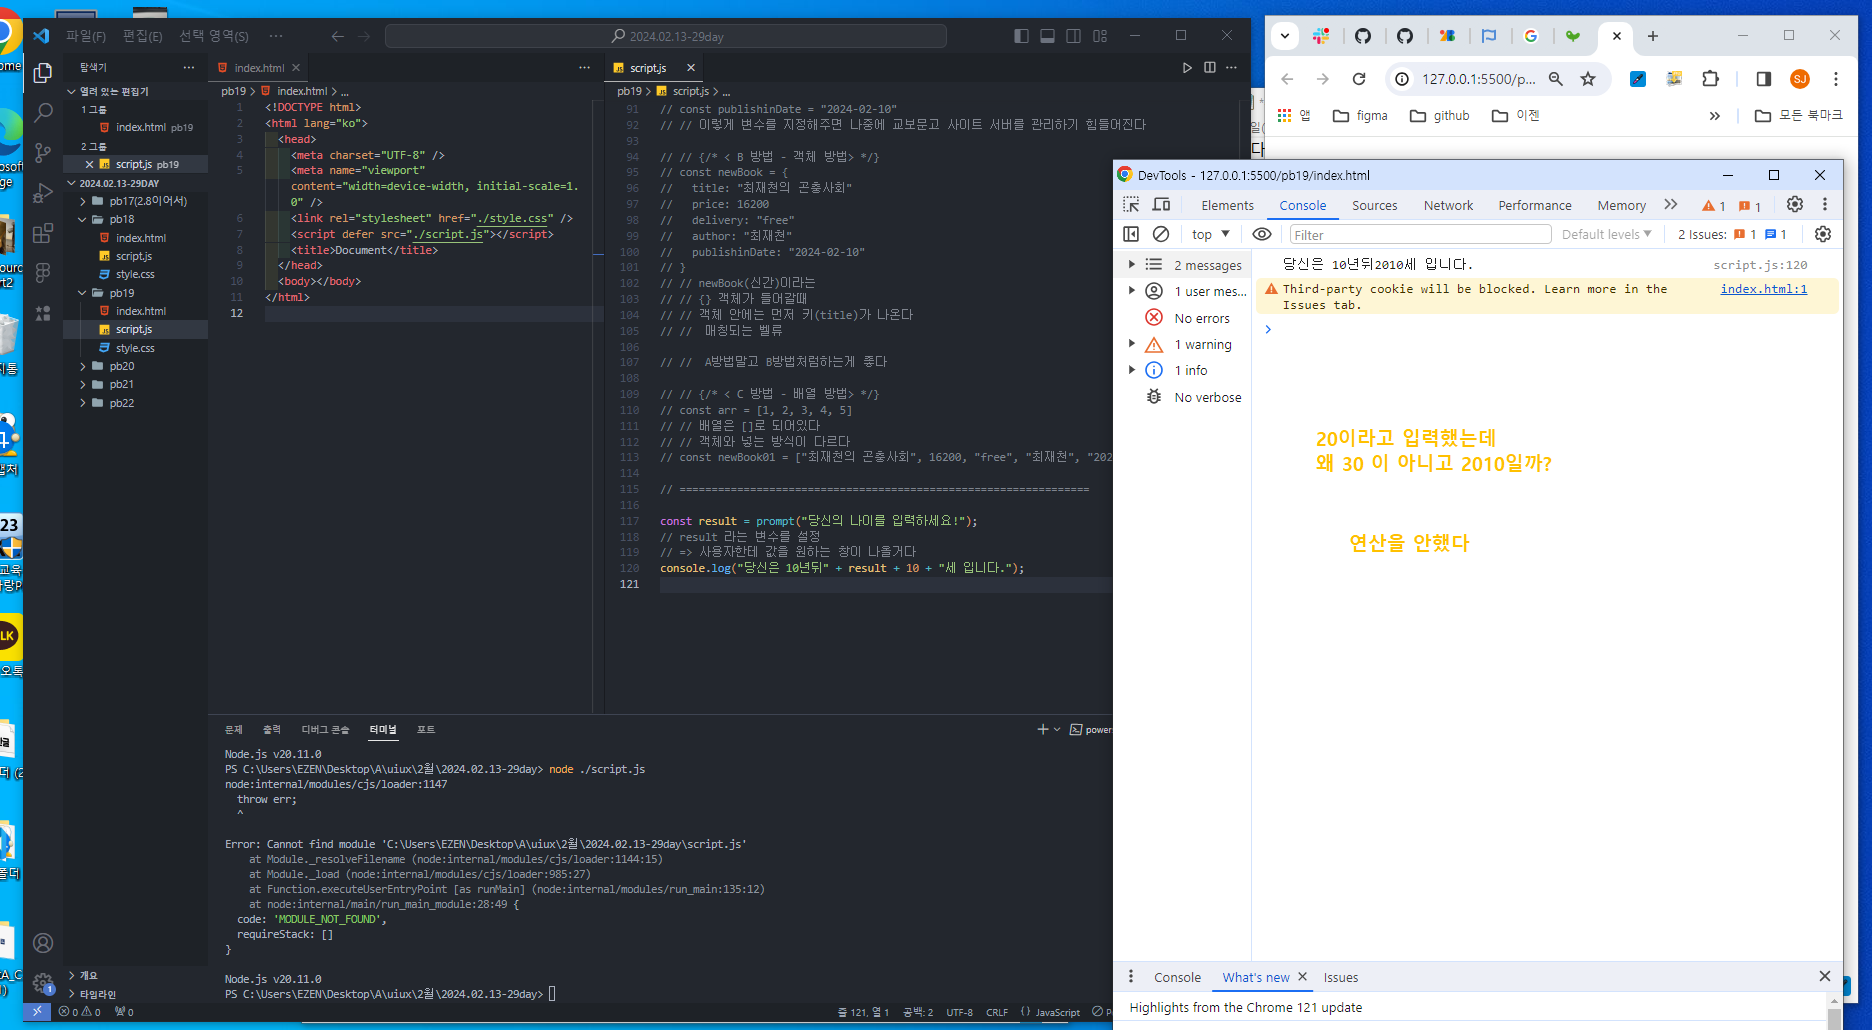 파일(F) 편집(E) 선택 영역(S) ···
2024.02.13-29day
탐색기
열려 있는 편집기
1 그룹
index.html pb19
2 그룹
script.js pb19
2024.02.13-29DAY
pb17(2.8이어서)
pb18
index.html
script.js
style.css
pb19
index.html
script.js
style.css
pb20
pb21
pb22
개요
타임라인
index.html
pb19 > index.html > ...
1 <!DOCTYPE html>
2 <html lang="ko">
3 <head>
4 <meta charset="UTF-8" />
5 <meta name="viewport"
content="width=device-width, initial-scale=1.
0" />
6 <link rel="stylesheet" href="./style.css" />
7 <script defer src="./script.js"></script>
8 <title>Document</title>
9 </head>
10 <body></body>
11 </html>
12
script.js
pb19 > script.js > ...
91 // const publishinDate = "2024-02-10"
92 // // 이렇게 변수를 지정해주면 나중에 교보문고 사이트 서버를 관리하기 힘들어진다
93
94 // // {/* < B 방법 - 객체 방법> */}
95 // const newBook = {
96 // title: "최재천의 곤충사회"
97 // price: 16200
98 // delivery: "free"
99 // author: "최재천"
100 // publishinDate: "2024-02-10"
101 // }
102 // // newBook(신간)이라는
103 // // {} 객체가 들어갈때
104 // // 객체 안에는 먼저 키(title)가 나온다
105 // // 매칭되는 벨류
106
107 // // A방법말고 B방법처럼하는게 좋다
108
109 // // {/* < C 방법 - 배열 방법> */}
110 // const arr = [1, 2, 3, 4, 5]
111 // // 배열은 []로 되어있다
112 // // 객체와 넣는 방식이 다르다
113 // const newBook01 = ["최재천의 곤충사회", 16200, "free", "최재천", "202
114
115 // ================================================================
116
117 const result = prompt("당신의 나이를 입력하세요!");
118 // result 라는 변수를 설정
119 // => 사용자한테 값을 원하는 창이 나올거다
120 console.log("당신은 10년뒤" + result + 10 + "세 입니다.");
121
문제 출력 디버그 콘솔 터미널 포트
power
Node.js v20.11.0
PS C:\Users\EZEN\Desktop\A\uiux\2월\2024.02.13-29day> node ./script.js
node:internal/modules/cjs/loader:1147
throw err;
^
Error: Cannot find module 'C:\Users\EZEN\Desktop\A\uiux\2월\2024.02.13-29day\script.js'
at Module._resolveFilename (node:internal/modules/cjs/loader:1144:15)
at Module._load (node:internal/modules/cjs/loader:985:27)
at Function.executeUserEntryPoint [as runMain] (node:internal/modules/run_main:135:12)
at node:internal/main/run_main_module:28:49 {
code: 'MODULE_NOT_FOUND',
requireStack: []
}
Node.js v20.11.0
PS C:\Users\EZEN\Desktop\A\uiux\2월\2024.02.13-29day>
0 0 0
줄 121, 열 1 공백: 2 UTF-8 CRLF {} JavaScript
127.0.0.1:5500/p...
SJ
앱 figma github 이젠 » 모든 북마크
DevTools - 127.0.0.1:5500/pb19/index.html
Elements Console Sources Network Performance Memory » 1 1
top Filter Default levels 2 Issues: 1 1
2 messages
1 user mes...
No errors
1 warning
1 info
No verbose
당신은 10년뒤2010세 입니다. script.js:120
Third-party cookie will be blocked. Learn more in the index.html:1
Issues tab.
20이라고 입력했는데
왜 30 이 아니고 2010일까?
연산을 안했다
Console What's new Issues
Highlights from the Chrome 121 update